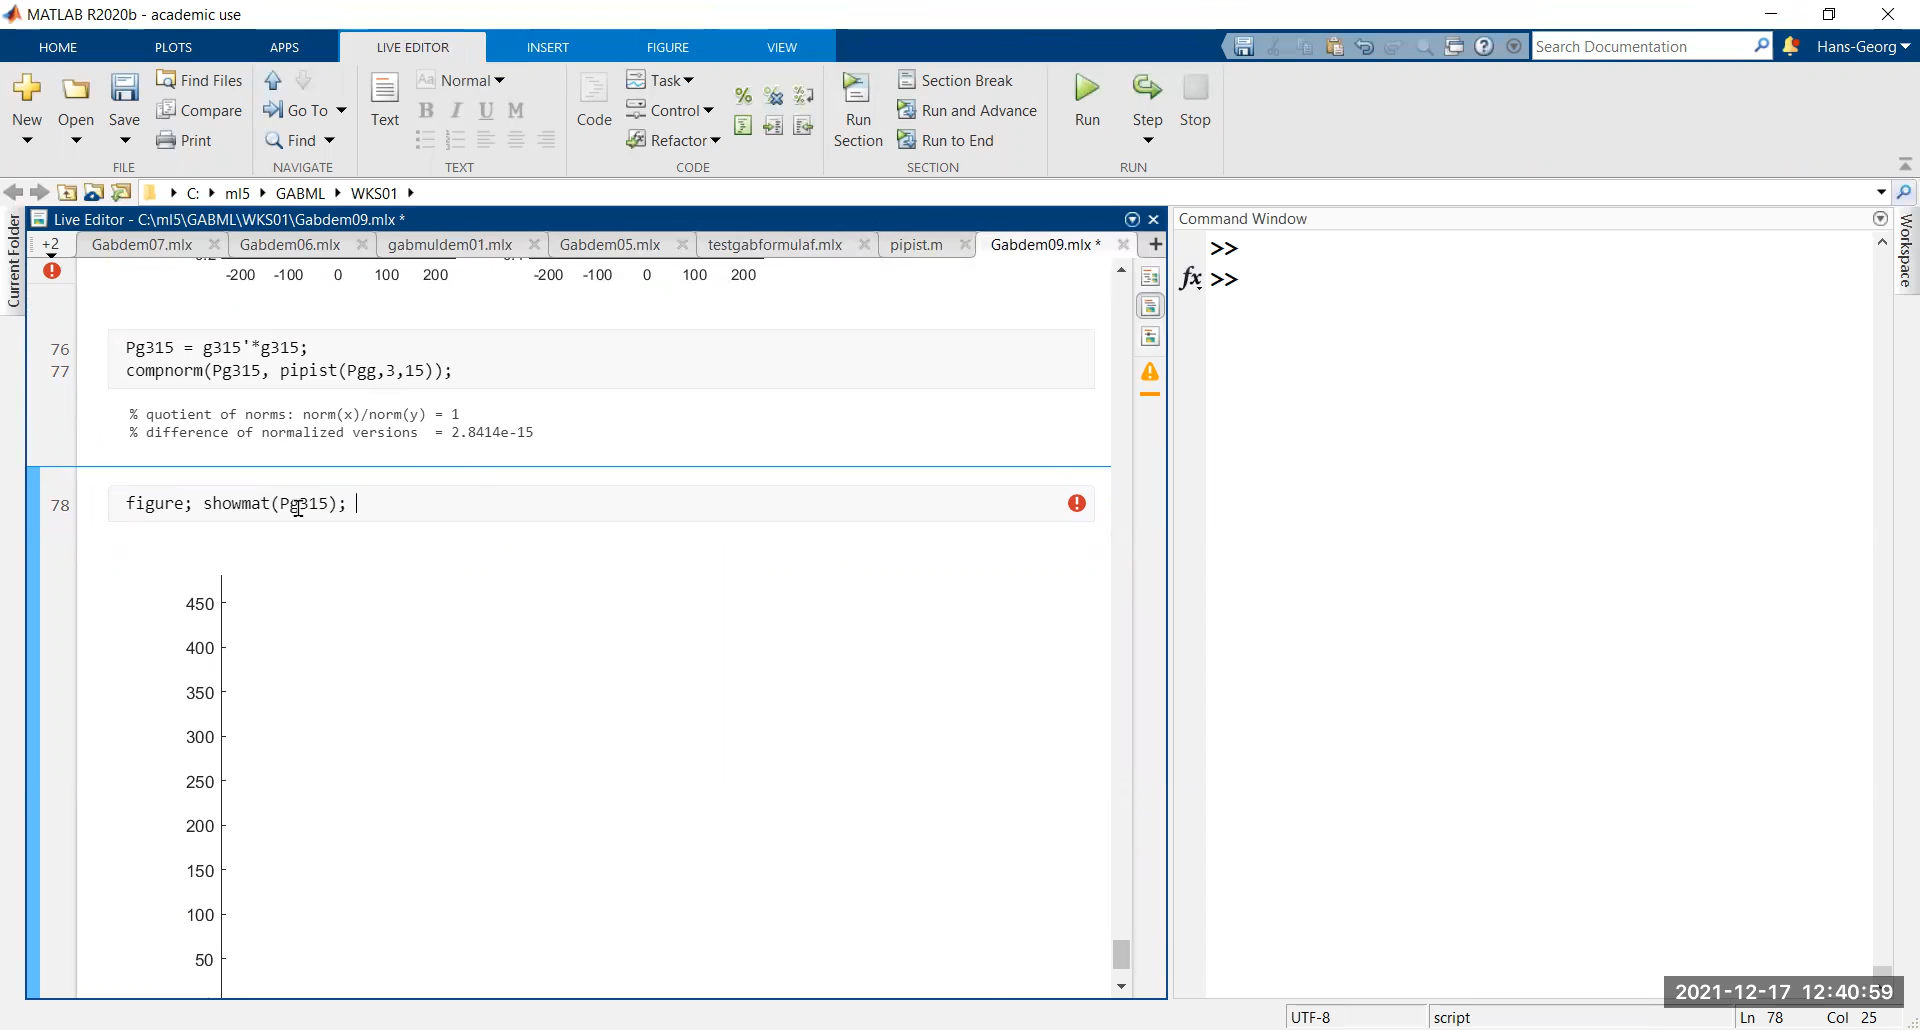 MATLAB R2020b - academic use
HOME PLOTS APPS LIVE EDITOR INSERT FIGURE VIEW Search Documentation Hans-Georg
New Open Save Find Files Compare Print
FILE
Go To Find
NAVIGATE
Text Aa Normal B I U M
TEXT
Code Task Control Refactor
CODE
Run Section Section Break Run and Advance Run to End
SECTION
Run Step Stop
RUN
C: ml5 GABML WKS01
Current Folder
Live Editor - C:\ml5\GABML\WKS01\Gabdem09.mlx *
+2 Gabdem07.mlx Gabdem06.mlx gabmuldem01.mlx Gabdem05.mlx testgabformulaf.mlx pipist.m Gabdem09.mlx *
-200 -100 0 100 200 -200 -100 0 100 200
76 Pg315 = g315'*g315;
77 compnorm(Pg315, pipist(Pgg,3,15));
% quotient of norms: norm(x)/norm(y) = 1
% difference of normalized versions = 2.8414e-15
78 figure; showmat(Pg315);
450
400
350
300
250
200
150
100
50
Command Window
>>
fx >>
Workspace
2021-12-17 12:40:59
UTF-8 script Ln 78 Col 25